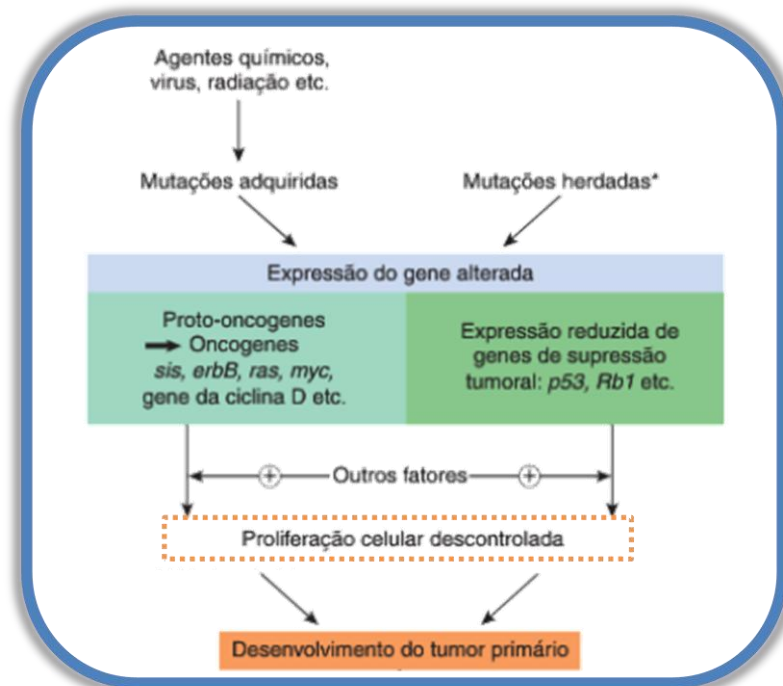 Agentes químicos,
virus, radiação etc.
Mutações adquiridas
Mutações herdadas*
Expressão do gene alterada
Proto-oncogenes
➞ Oncogenes
sis, erbB, ras, myc,
gene da ciclina D etc.
Expressão reduzida de
genes de supressão
tumoral: p53, Rb1 etc.
+ Outros fatores +
Proliferação celular descontrolada
Desenvolvimento do tumor primário